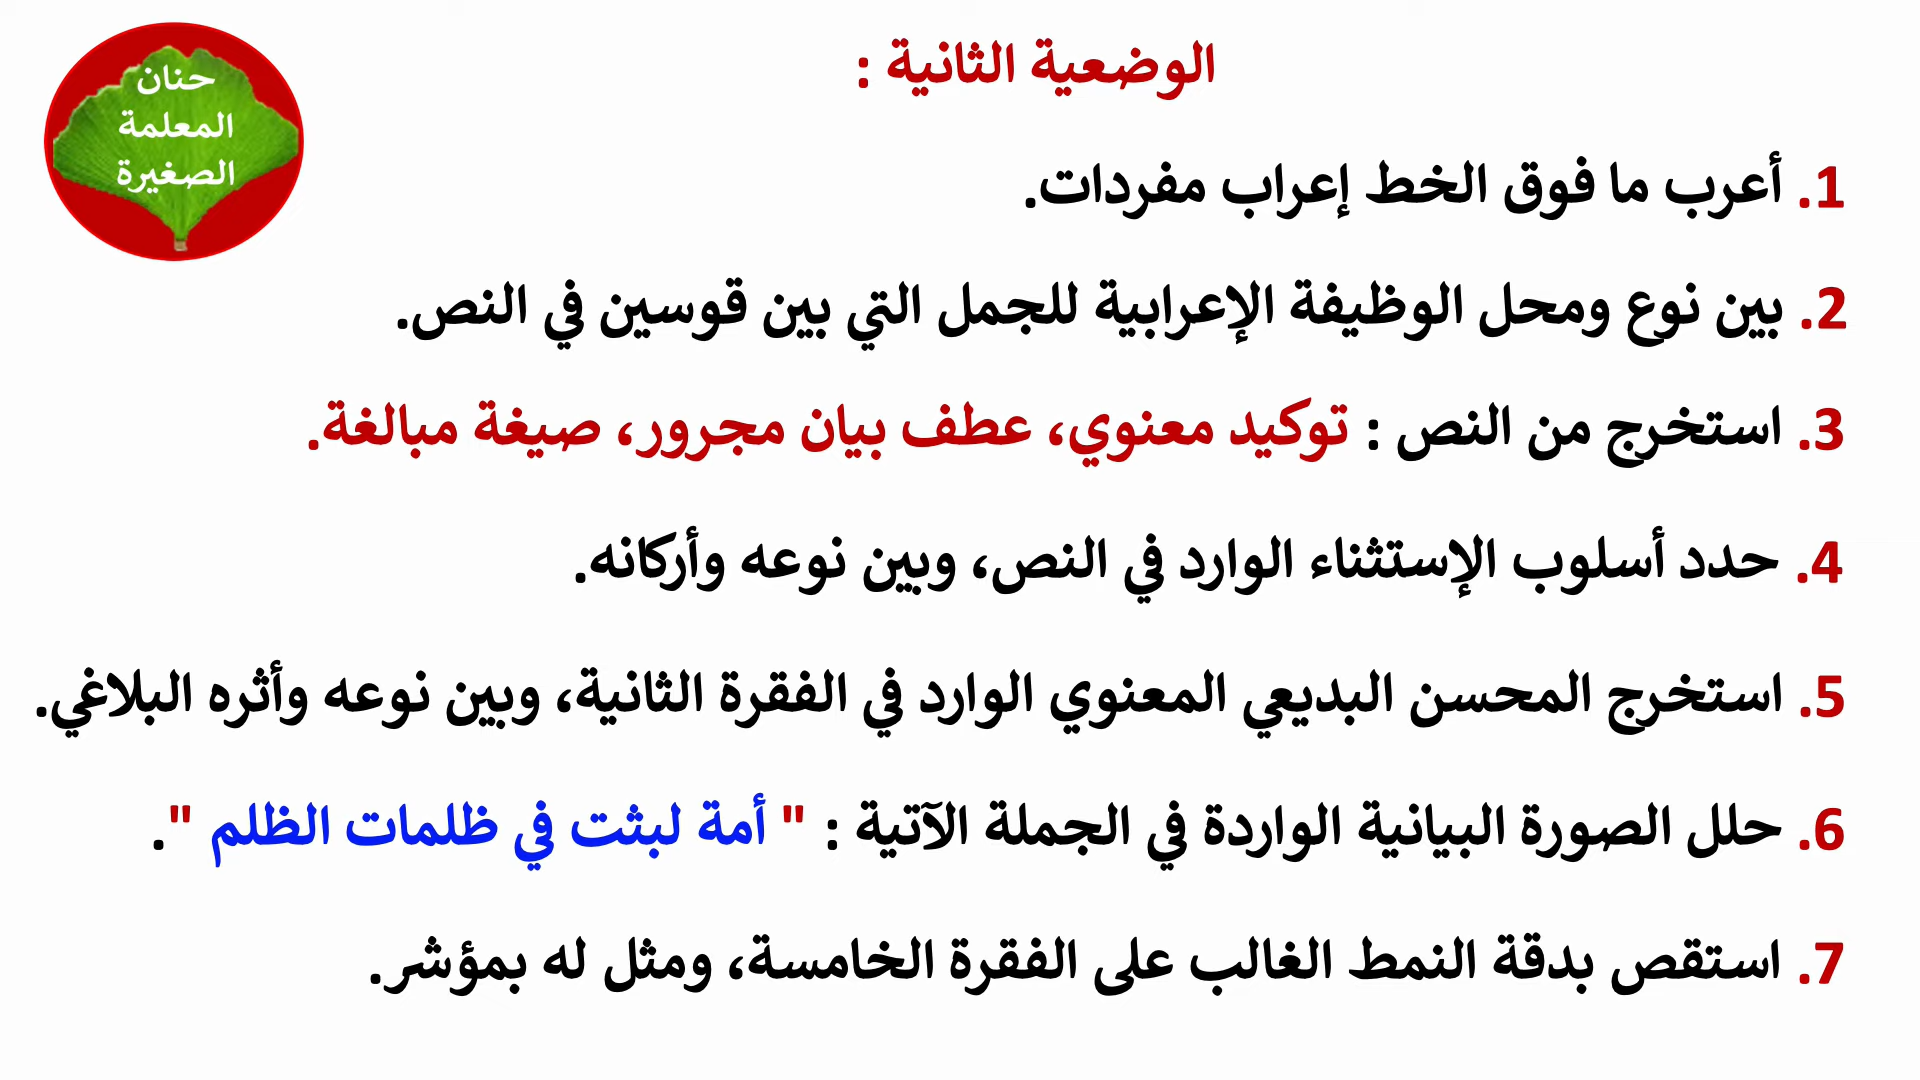 حنان
المعلمة
الصغيرة
الوضعية الثانية :
1. أعرب ما فوق الخط إعراب مفردات.
2. بين نوع ومحل الوظيفة الإعرابية للجمل التي بين قوسين في النص.
3. استخرج من النص : توكيد معنوي، عطف بيان مجرور، صيغة مبالغة.
4. حدد أسلوب الإستثناء الوارد في النص، وبين نوعه وأركانه.
5. استخرج المحسن البديعي المعنوي الوارد في الفقرة الثانية، وبين نوعه وأثره البلاغي.
6. حلل الصورة البيانية الواردة في الجملة الآتية : " أمة لبثت في ظلمات الظلم ".
7. استقص بدقة النمط الغالب على الفقرة الخامسة، ومثل له بمؤشر.